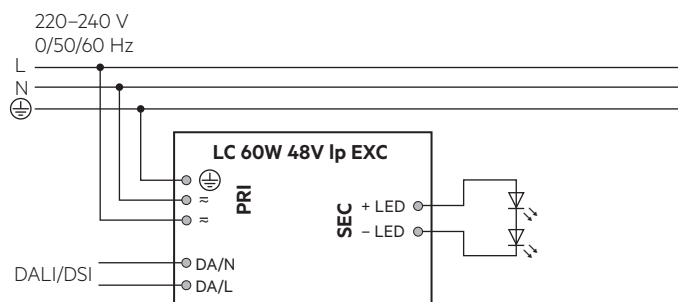 220–240 V
0/50/60 Hz
L
N
LC 60W 48V lp EXC
PRI
≂
≂
SEC
+ LED
– LED
DALI/DSI
DA/N
DA/L